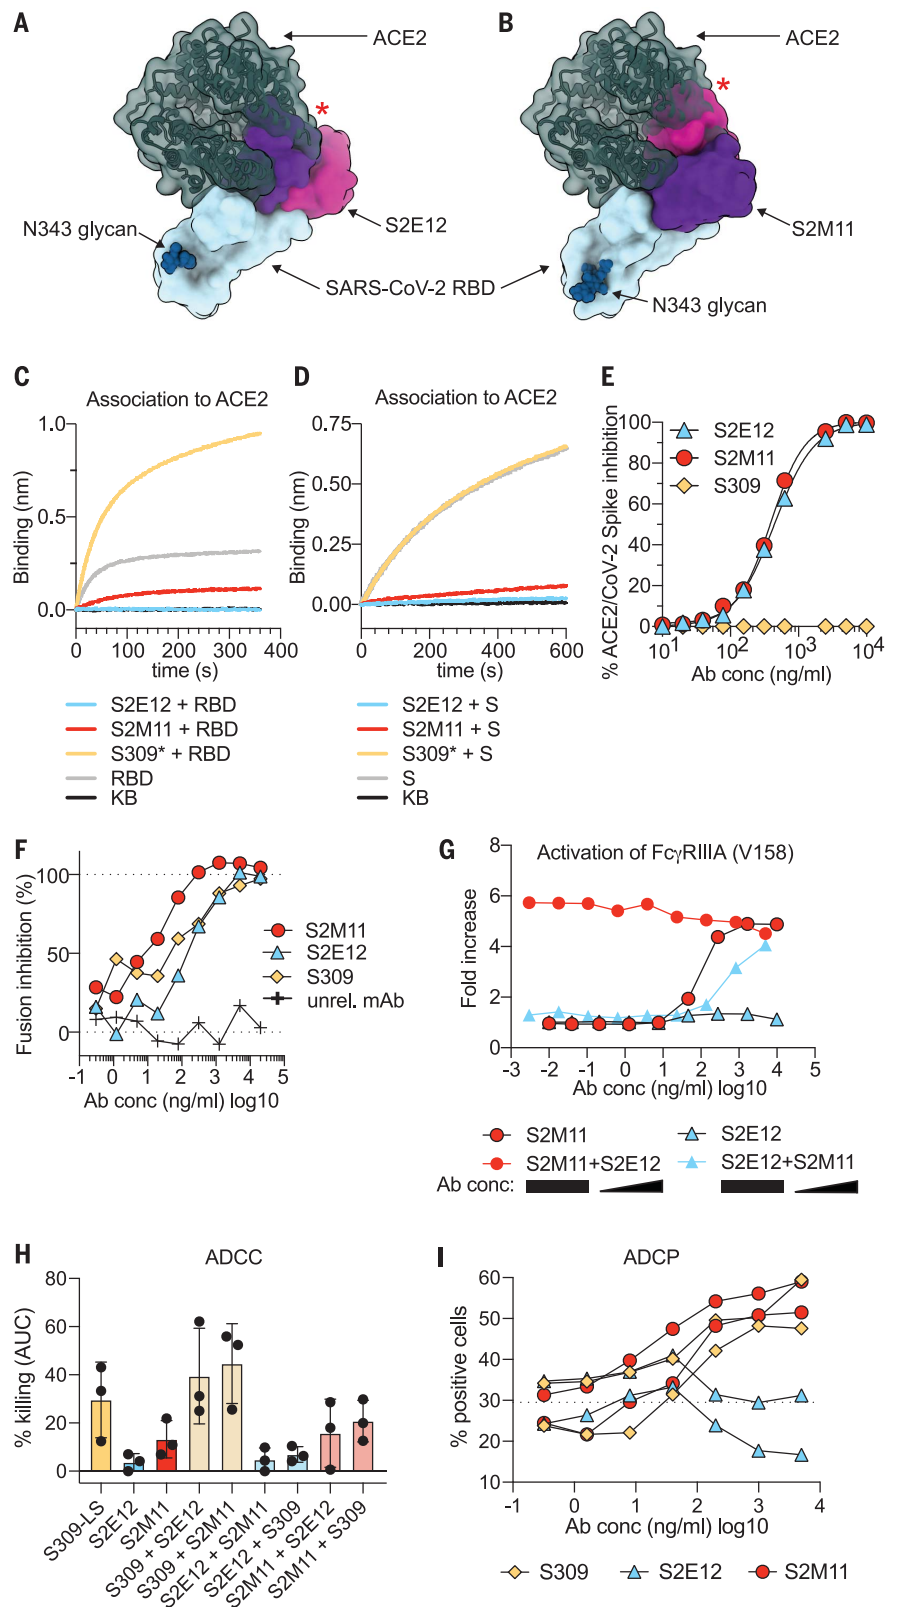 A
ACE2
*
S2E12
N343 glycan
SARS-CoV-2 RBD
B
ACE2
*
S2M11
N343 glycan
C
Association to ACE2
Binding (nm)
1.0
0.5
0.0
0 100 200 300 400
time (s)
S2E12 + RBD
S2M11 + RBD
S309* + RBD
RBD
KB
D
Association to ACE2
Binding (nm)
0.75
0.50
0.25
0.00
0 200 400 600
time (s)
S2E12 + S
S2M11 + S
S309* + S
S
KB
E
% ACE2/CoV-2 Spike inhibition
100
80
60
40
20
0
S2E12
S2M11
S309
10¹ 10² 10³ 10⁴
Ab conc (ng/ml)
F
Fusion inhibition (%)
100
50
0
-1 0 1 2 3 4 5
Ab conc (ng/ml) log10
S2M11
S2E12
S309
unrel. mAb
G
Activation of FcγRIIIA (V158)
Fold increase
8
6
4
2
0
-3 -2 -1 0 1 2 3 4 5
Ab conc (ng/ml) log10
S2M11 S2E12
S2M11+S2E12 S2E12+S2M11
Ab conc:
H
ADCC
% killing (AUC)
80
60
40
20
0
S309-LS
S2E12
S2M11
S309 + S2E12
S309 + S2M11
S2E12 + S2M11
S2E12 + S309
S2M11 + S2E12
S2M11 + S309
I
ADCP
% positive cells
60
50
40
30
20
10
-1 0 1 2 3 4
Ab conc (ng/ml) log10
S309 S2E12 S2M11